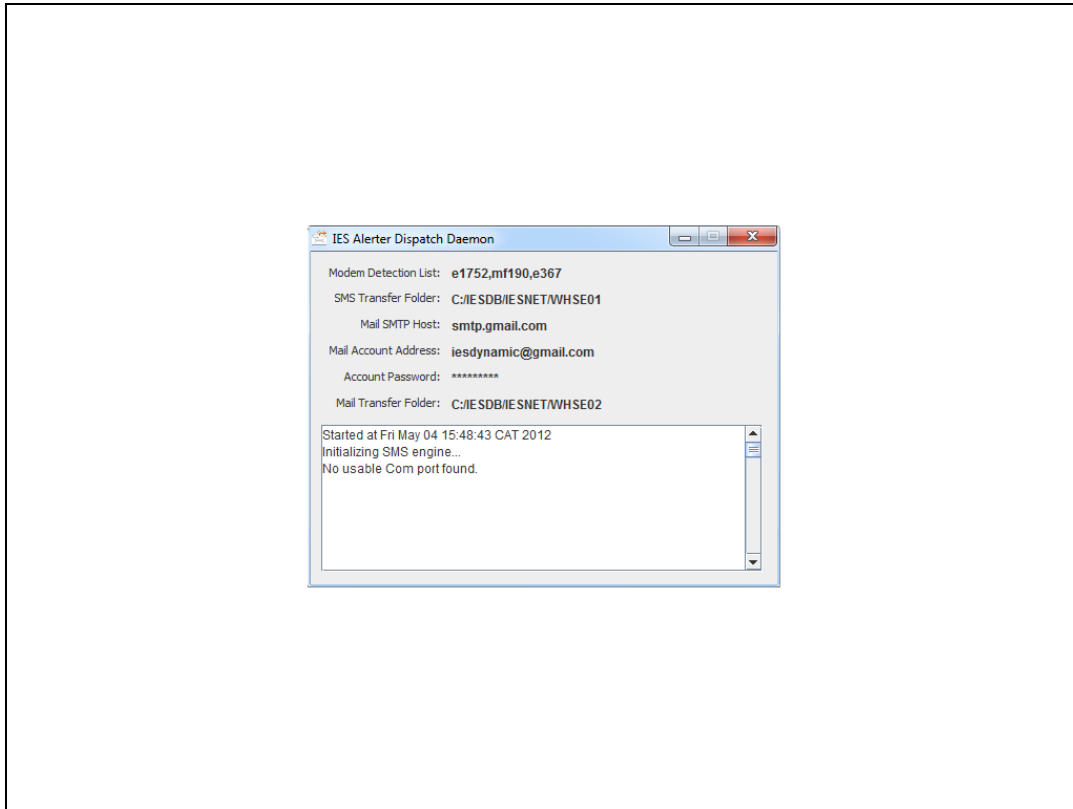 IES Alerter Dispatch Daemon
Modem Detection List: e1752,mf190,e367
SMS Transfer Folder: C:/IESDB/IESNET/WHSE01
Mail SMTP Host: smtp.gmail.com
Mail Account Address: iesdynamic@gmail.com
Account Password: *********
Mail Transfer Folder: C:/IESDB/IESNET/WHSE02
Started at Fri May 04 15:48:43 CAT 2012
Initializing SMS engine...
No usable Com port found.